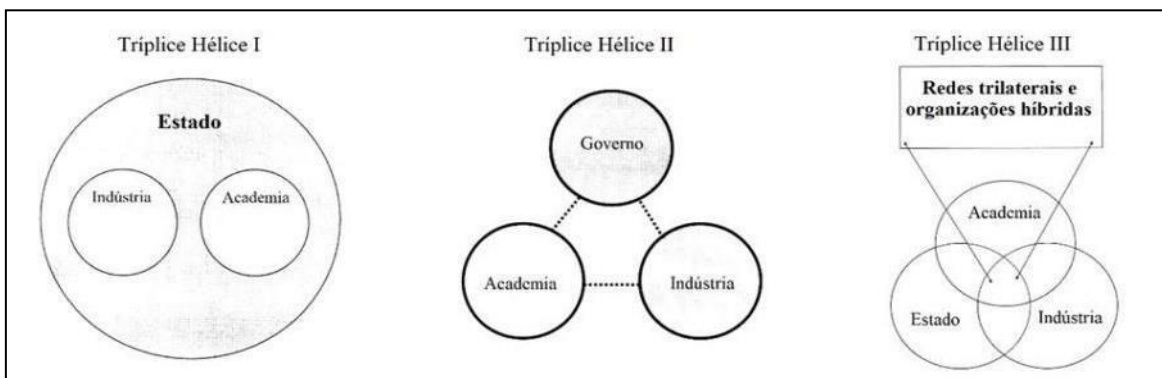 Tríplice Hélice I
Estado
Indústria
Academia
Tríplice Hélice II
Governo
Academia
Indústria
Tríplice Hélice III
Redes trilaterais e
organizações híbridas
Academia
Estado
Indústria